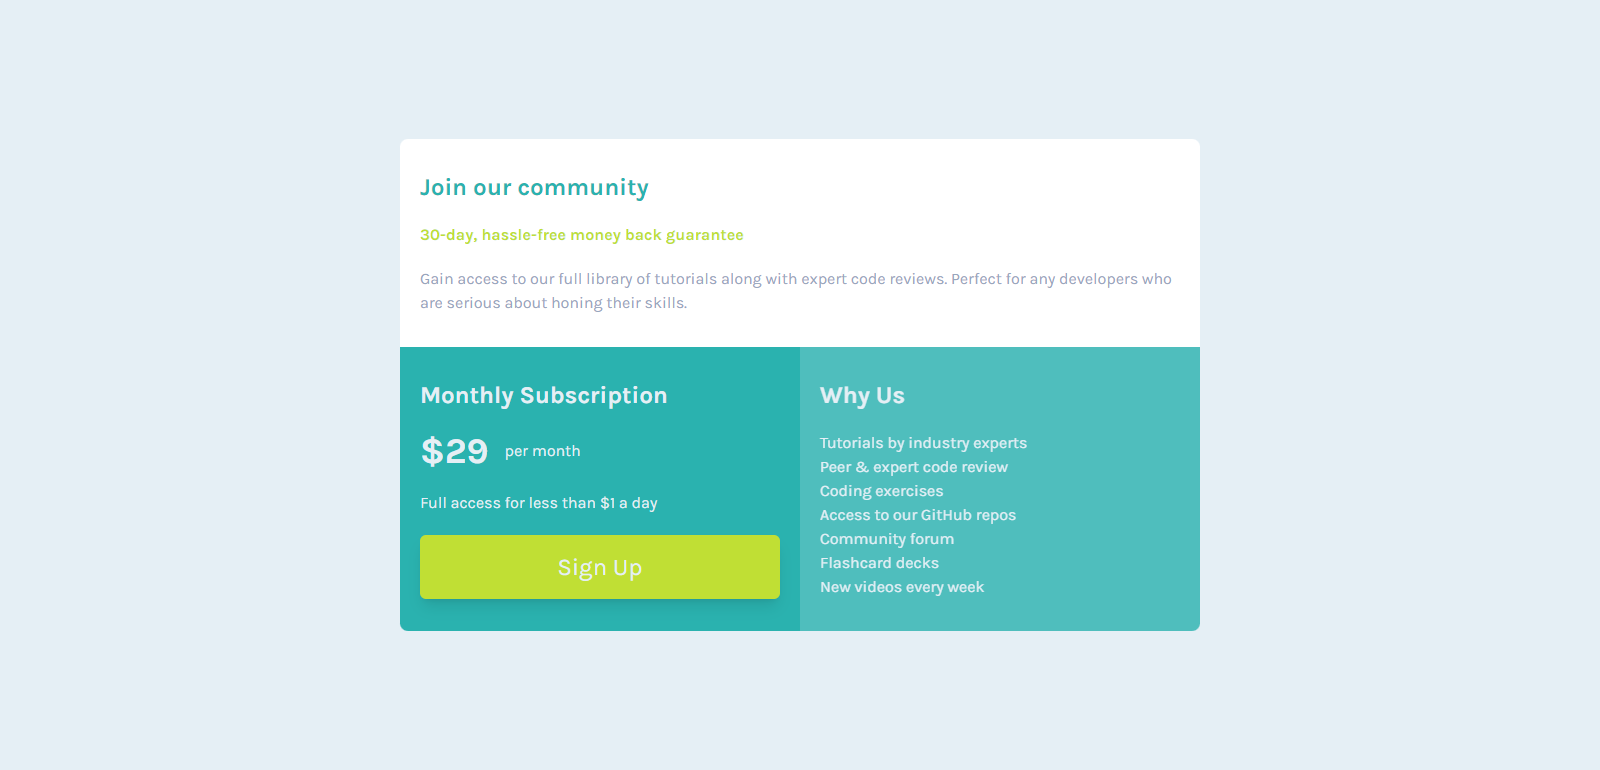 Join our community
30-day, hassle-free money back guarantee
Gain access to our full library of tutorials along with expert code reviews. Perfect for any developers who
are serious about honing their skills.
Monthly Subscription
$29 per month
Full access for less than $1 a day
Sign Up
Why Us
Tutorials by industry experts
Peer & expert code review
Coding exercises
Access to our GitHub repos
Community forum
Flashcard decks
New videos every week